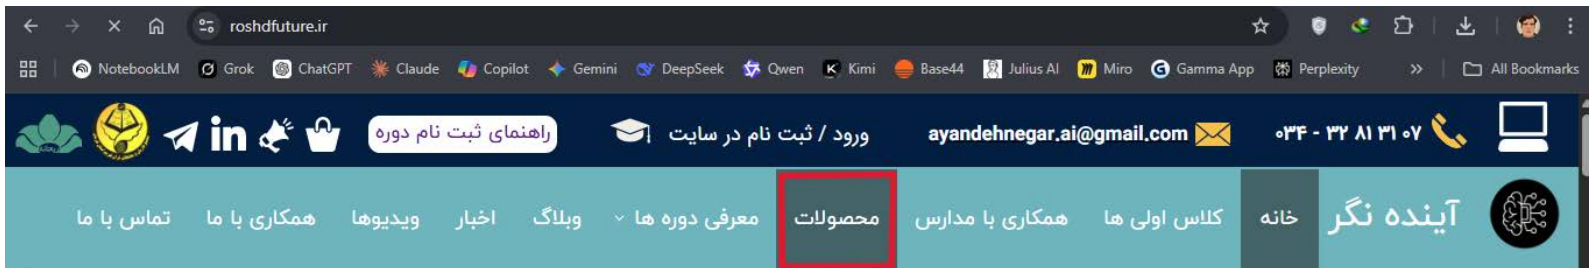 roshdfuture.ir
NotebookLM Grok ChatGPT Claude Copilot Gemini DeepSeek Qwen Kimi Base44 Julius AI Miro Gamma App Perplexity » All Bookmarks
۰۳۴ - ۳۲ ۸۱ ۳۱ ۰۷ ayandehnegar.ai@gmail.com ورود / ثبت نام در سایت راهنمای ثبت نام دوره in
آینده نگر خانه کلاس اولی ها همکاری با مدارس محصولات معرفی دوره ها وبلاگ اخبار ویدیوها همکاری با ما تماس با ما